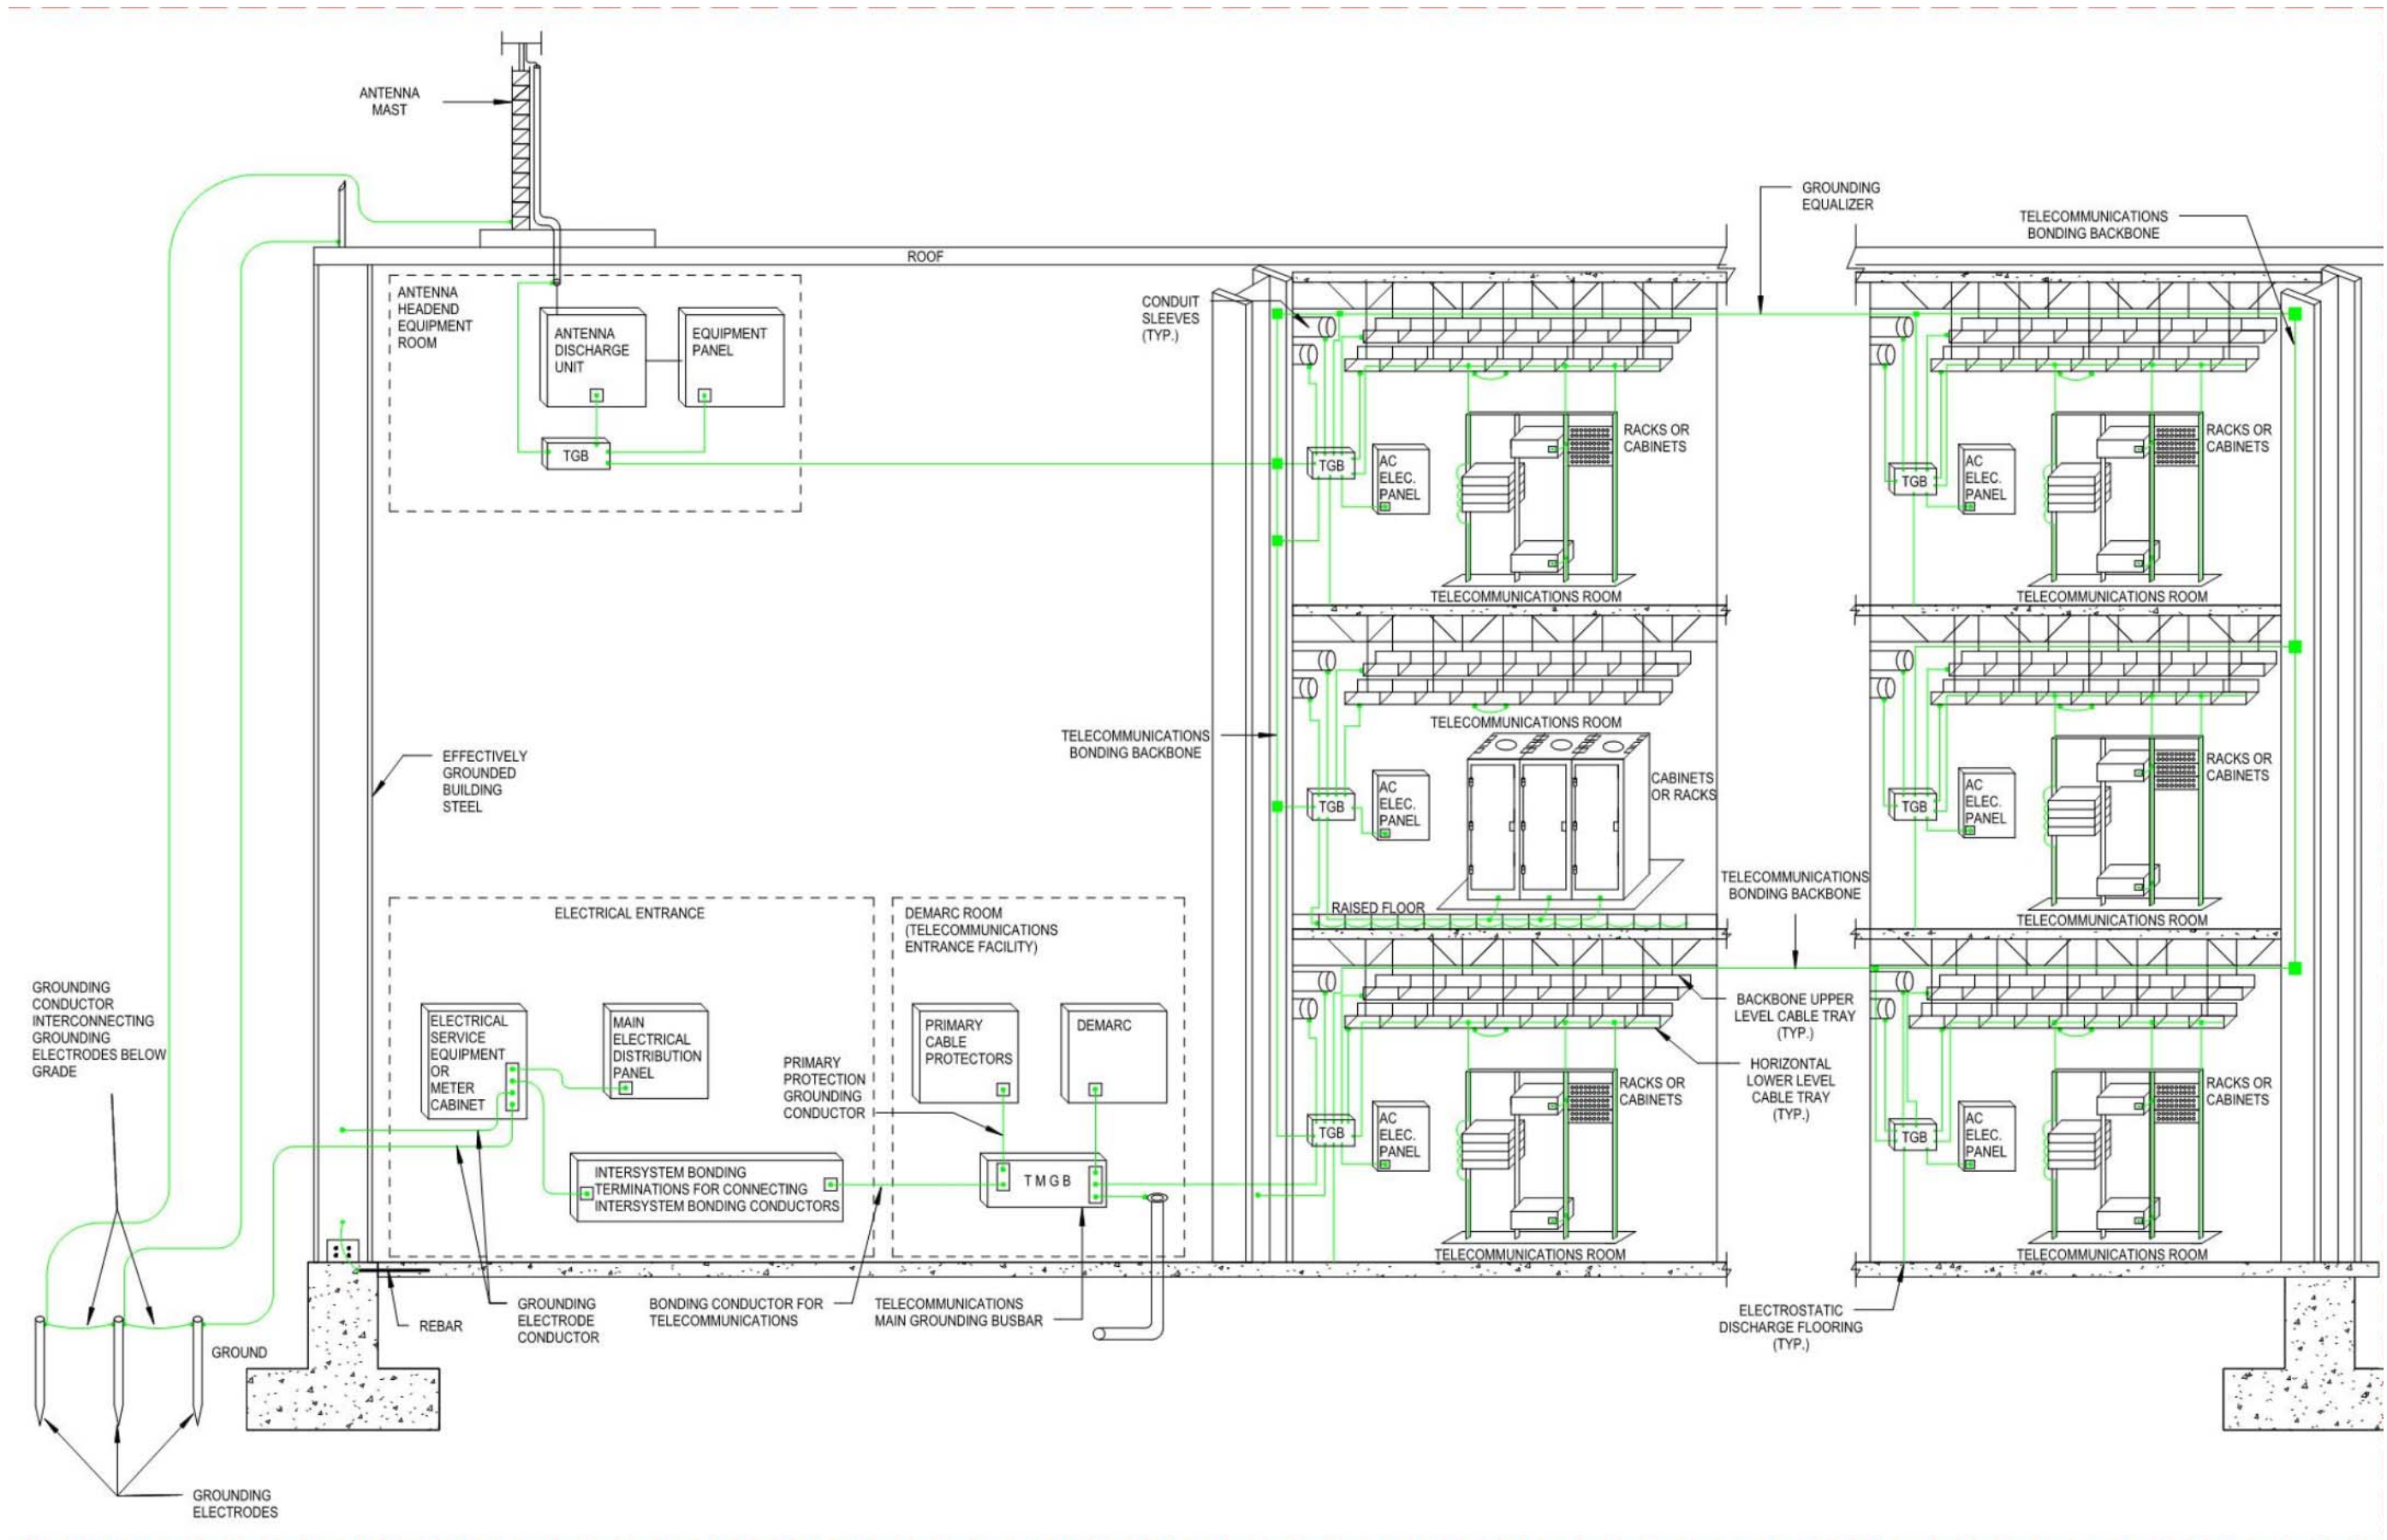 ANTENNA
MAST
GROUNDING
EQUALIZER
TELECOMMUNICATIONS
BONDING BACKBONE
ROOF
ANTENNA
HEADEND
EQUIPMENT
ROOM
ANTENNA
DISCHARGE
UNIT
EQUIPMENT
PANEL
TGB
CONDUIT
SLEEVES
(TYP.)
TGB
AC
ELEC.
PANEL
RACKS OR
CABINETS
TELECOMMUNICATIONS ROOM
TGB
AC
ELEC.
PANEL
RACKS OR
CABINETS
TELECOMMUNICATIONS ROOM
EFFECTIVELY
GROUNDED
BUILDING
STEEL
TELECOMMUNICATIONS
BONDING BACKBONE
TELECOMMUNICATIONS ROOM
TGB
AC
ELEC.
PANEL
CABINETS
OR RACKS
RAISED FLOOR
TGB
AC
ELEC.
PANEL
RACKS OR
CABINETS
TELECOMMUNICATIONS ROOM
TELECOMMUNICATIONS
BONDING BACKBONE
ELECTRICAL ENTRANCE
DEMARC ROOM
(TELECOMMUNICATIONS
ENTRANCE FACILITY)
GROUNDING
CONDUCTOR
INTERCONNECTING
GROUNDING
ELECTRODES BELOW
GRADE
ELECTRICAL
SERVICE
EQUIPMENT
OR
METER
CABINET
MAIN
ELECTRICAL
DISTRIBUTION
PANEL
PRIMARY
PROTECTION
GROUNDING
CONDUCTOR
PRIMARY
CABLE
PROTECTORS
DEMARC
INTERSYSTEM BONDING
TERMINATIONS FOR CONNECTING
INTERSYSTEM BONDING CONDUCTORS
T M G B
TGB
AC
ELEC.
PANEL
RACKS OR
CABINETS
TELECOMMUNICATIONS ROOM
BACKBONE UPPER
LEVEL CABLE TRAY
(TYP.)
HORIZONTAL
LOWER LEVEL
CABLE TRAY
(TYP.)
TGB
AC
ELEC.
PANEL
RACKS OR
CABINETS
TELECOMMUNICATIONS ROOM
GROUND
REBAR
GROUNDING
ELECTRODE
CONDUCTOR
BONDING CONDUCTOR FOR
TELECOMMUNICATIONS
TELECOMMUNICATIONS
MAIN GROUNDING BUSBAR
ELECTROSTATIC
DISCHARGE FLOORING
(TYP.)
GROUNDING
ELECTRODES